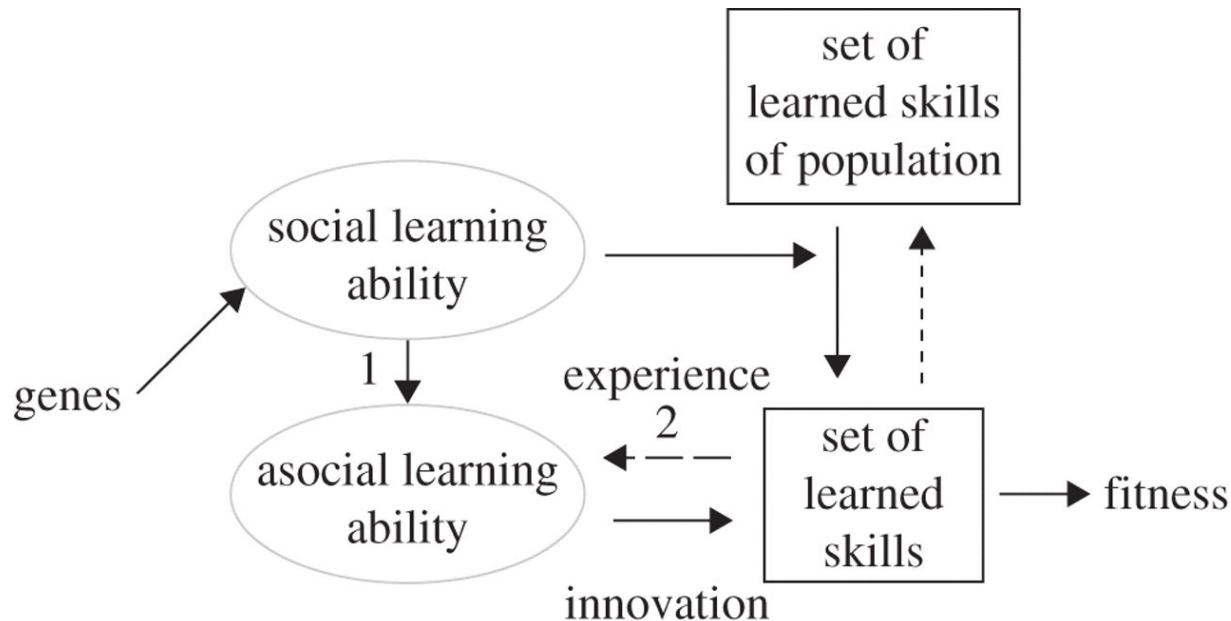 set of
learned skills
of population
social learning
ability
genes
1
experience
2
asocial learning
ability
innovation
set of
learned
skills
fitness